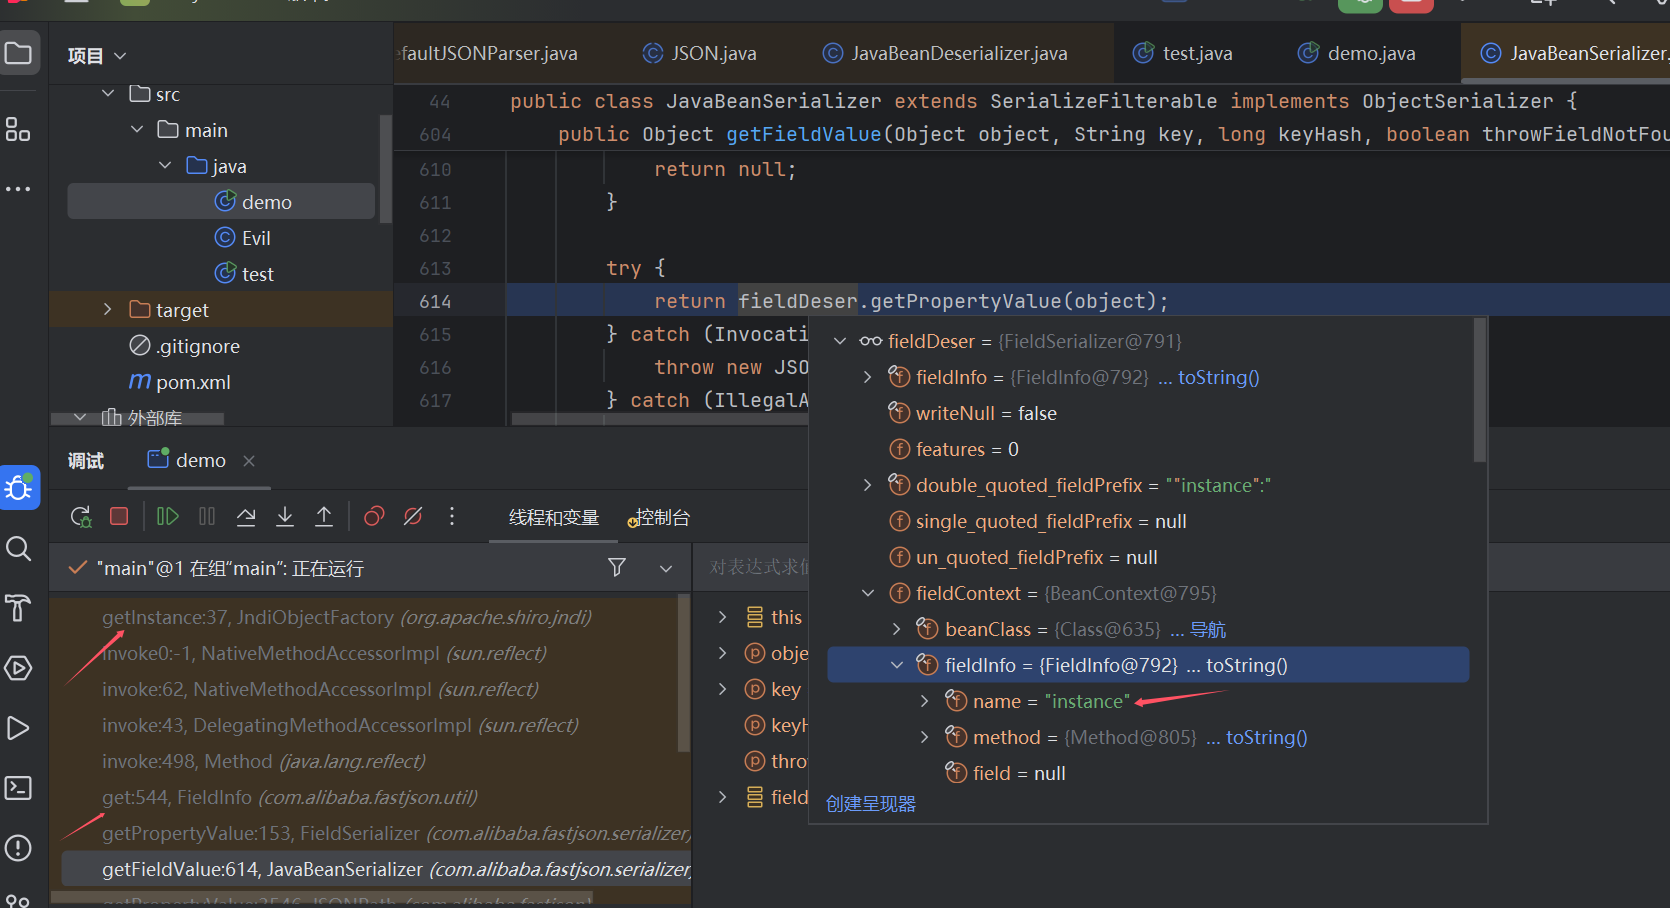 项目
efaultJSONParser.java
JSON.java
JavaBeanDeserializer.java
test.java
demo.java
JavaBeanSerializer.
src
main
java
demo
Evil
test
target
.gitignore
pom.xml
外部库
44 public class JavaBeanSerializer extends SerializeFilterable implements ObjectSerializer {
604 public Object getFieldValue(Object object, String key, long keyHash, boolean throwFieldNotFou
610 return null;
611 }
612
613 try {
614 return fieldDeser.getPropertyValue(object);
615 } catch (Invocati
616 throw new JSO
617 } catch (IllegalA
fieldDeser = {FieldSerializer@791}
fieldInfo = {FieldInfo@792} ... toString()
writeNull = false
features = 0
double_quoted_fieldPrefix = ""instance":"
single_quoted_fieldPrefix = null
un_quoted_fieldPrefix = null
fieldContext = {BeanContext@795}
beanClass = {Class@635} ... 导航
fieldInfo = {FieldInfo@792} ... toString()
name = "instance"
method = {Method@805} ... toString()
field = null
创建呈现器
调试
demo
线程和变量
控制台
"main"@1 在组“main”: 正在运行
对表达式求值
getInstance:37, JndiObjectFactory (org.apache.shiro.jndi)
invoke0:-1, NativeMethodAccessorImpl (sun.reflect)
invoke:62, NativeMethodAccessorImpl (sun.reflect)
invoke:43, DelegatingMethodAccessorImpl (sun.reflect)
invoke:498, Method (java.lang.reflect)
get:544, FieldInfo (com.alibaba.fastjson.util)
getPropertyValue:153, FieldSerializer (com.alibaba.fastjson.serializer)
getFieldValue:614, JavaBeanSerializer (com.alibaba.fastjson.serializer)
getPropertyValue:3546, JSONPath (com.alibaba.fastjson)
this
obje
key
keyH
thro
field